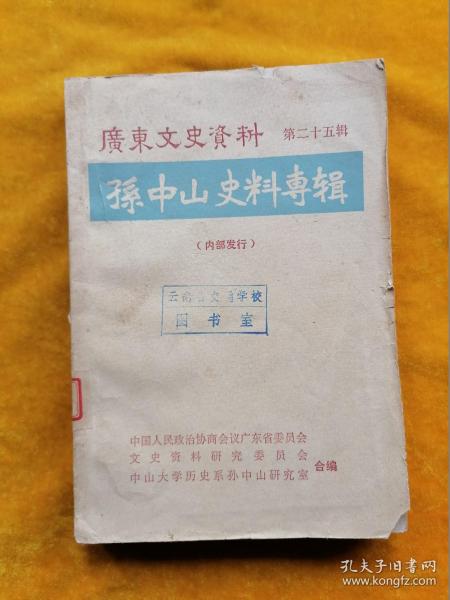 廣東文史資料 第二十五辑
孫中山史料専辑
（内部发行）
云南省交通学校
图书室
中国人民政治协商会议广东省委员会
文史资料研究委员会
中山大学历史系孙中山研究室
合编
孔夫子旧书网
www.kongfz.com